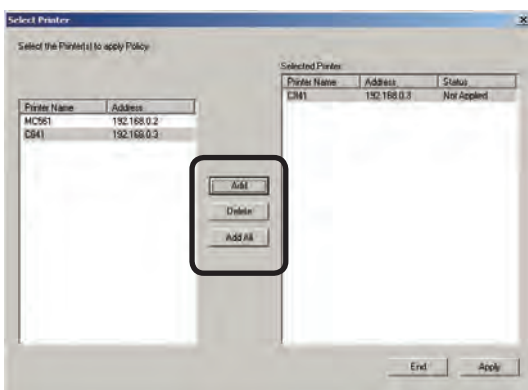 Select Printer
Select the Printer(s) to apply Policy.
Selected Printer:
Printer Name Address Status
C841 192.168.0.3 Not Applied
Printer Name Address
MC561 192.168.0.2
C841 192.168.0.3
Add
Delete
Add All
End Apply